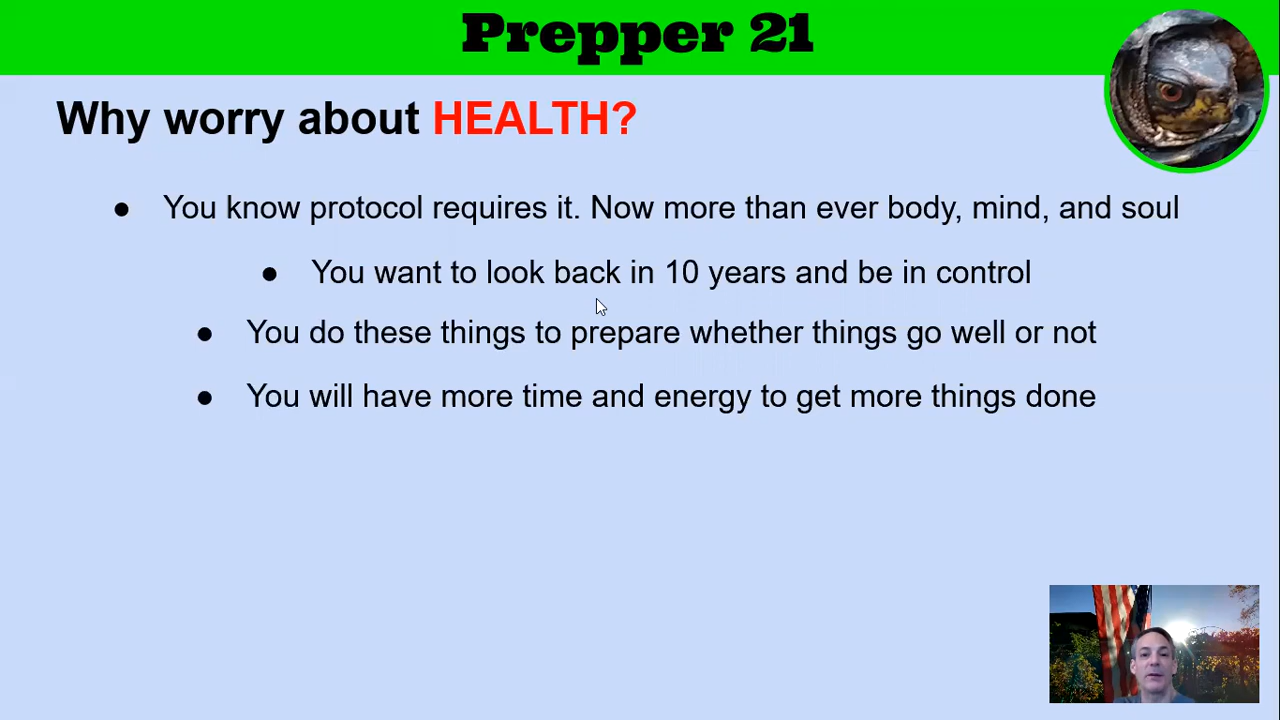 Prepper 21
Why worry about HEALTH?
● You know protocol requires it. Now more than ever body, mind, and soul
● You want to look back in 10 years and be in control
● You do these things to prepare whether things go well or not
● You will have more time and energy to get more things done